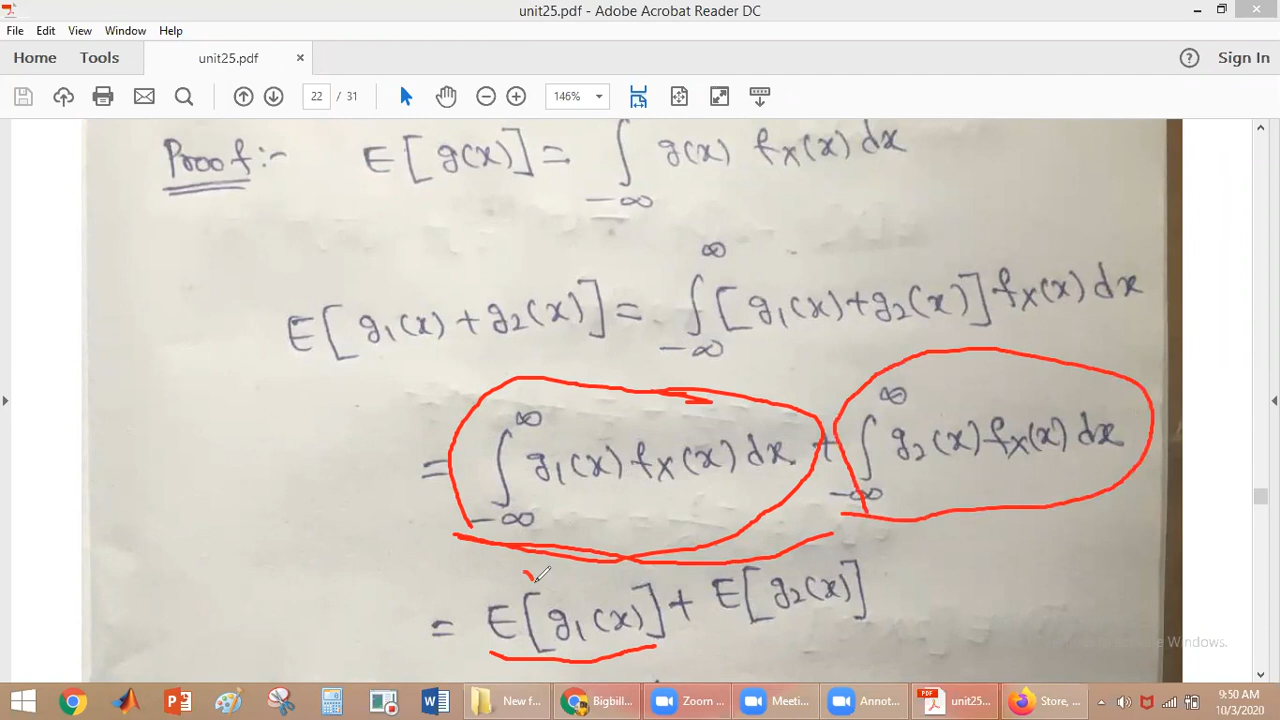 unit25.pdf - Adobe Acrobat Reader DC
File Edit View Window Help
Home Tools unit25.pdf × Sign In
22 / 31 146%
Proof:- E[g(x)] = ∫_{-∞} g(x) f_X(x) dx
E[g₁(x) + g₂(x)] = ∫_{-∞}^{∞} [g₁(x) + g₂(x)] f_X(x) dx
= ∫_{-∞}^{∞} g₁(x) f_X(x) dx + ∫_{-∞}^{∞} g₂(x) f_X(x) dx
= E[g₁(x)] + E[g₂(x)]
New f... Bigbill... Zoom ... Meeti... Annot... unit25.... Store, ... 9:50 AM
10/3/2020